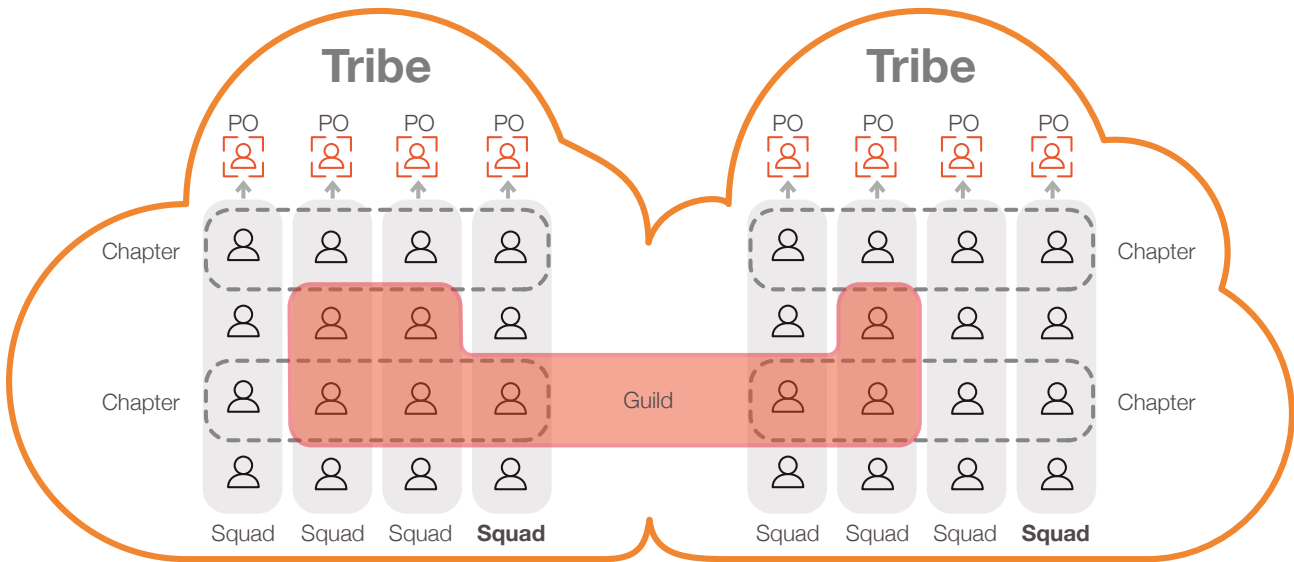 Tribe Tribe
PO PO PO PO PO PO PO PO
Chapter Chapter
Chapter Guild Chapter
Squad Squad Squad Squad Squad Squad Squad Squad